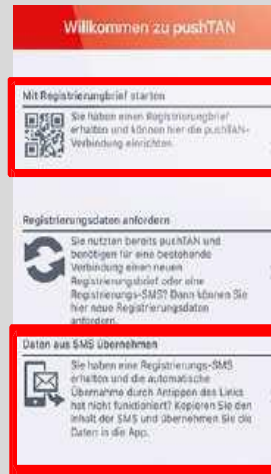 Willkommen zu pushTAN
Mit Registrierungbrief starten
Sie haben einen Registrierungbrief
erhalten und können hier die pushTAN-
Verbindung einrichten.
Registrierungsdaten anfordern
Sie nutzten bereits pushTAN und
benötigen für eine bestehende
Verbindung einen neuen
Registrierungsbrief oder eine
Registrierungs-SMS? Dann können Sie
hier neue Registrierungsdaten
anfordern.
Daten aus SMS übernehmen
Sie haben eine Registrierungs-SMS
erhalten und die automatische
Übernahme durch Antippen des Links
hat nicht funktioniert? Kopieren Sie den
Inhalt der SMS und übernehmen Sie die
Daten in die App.